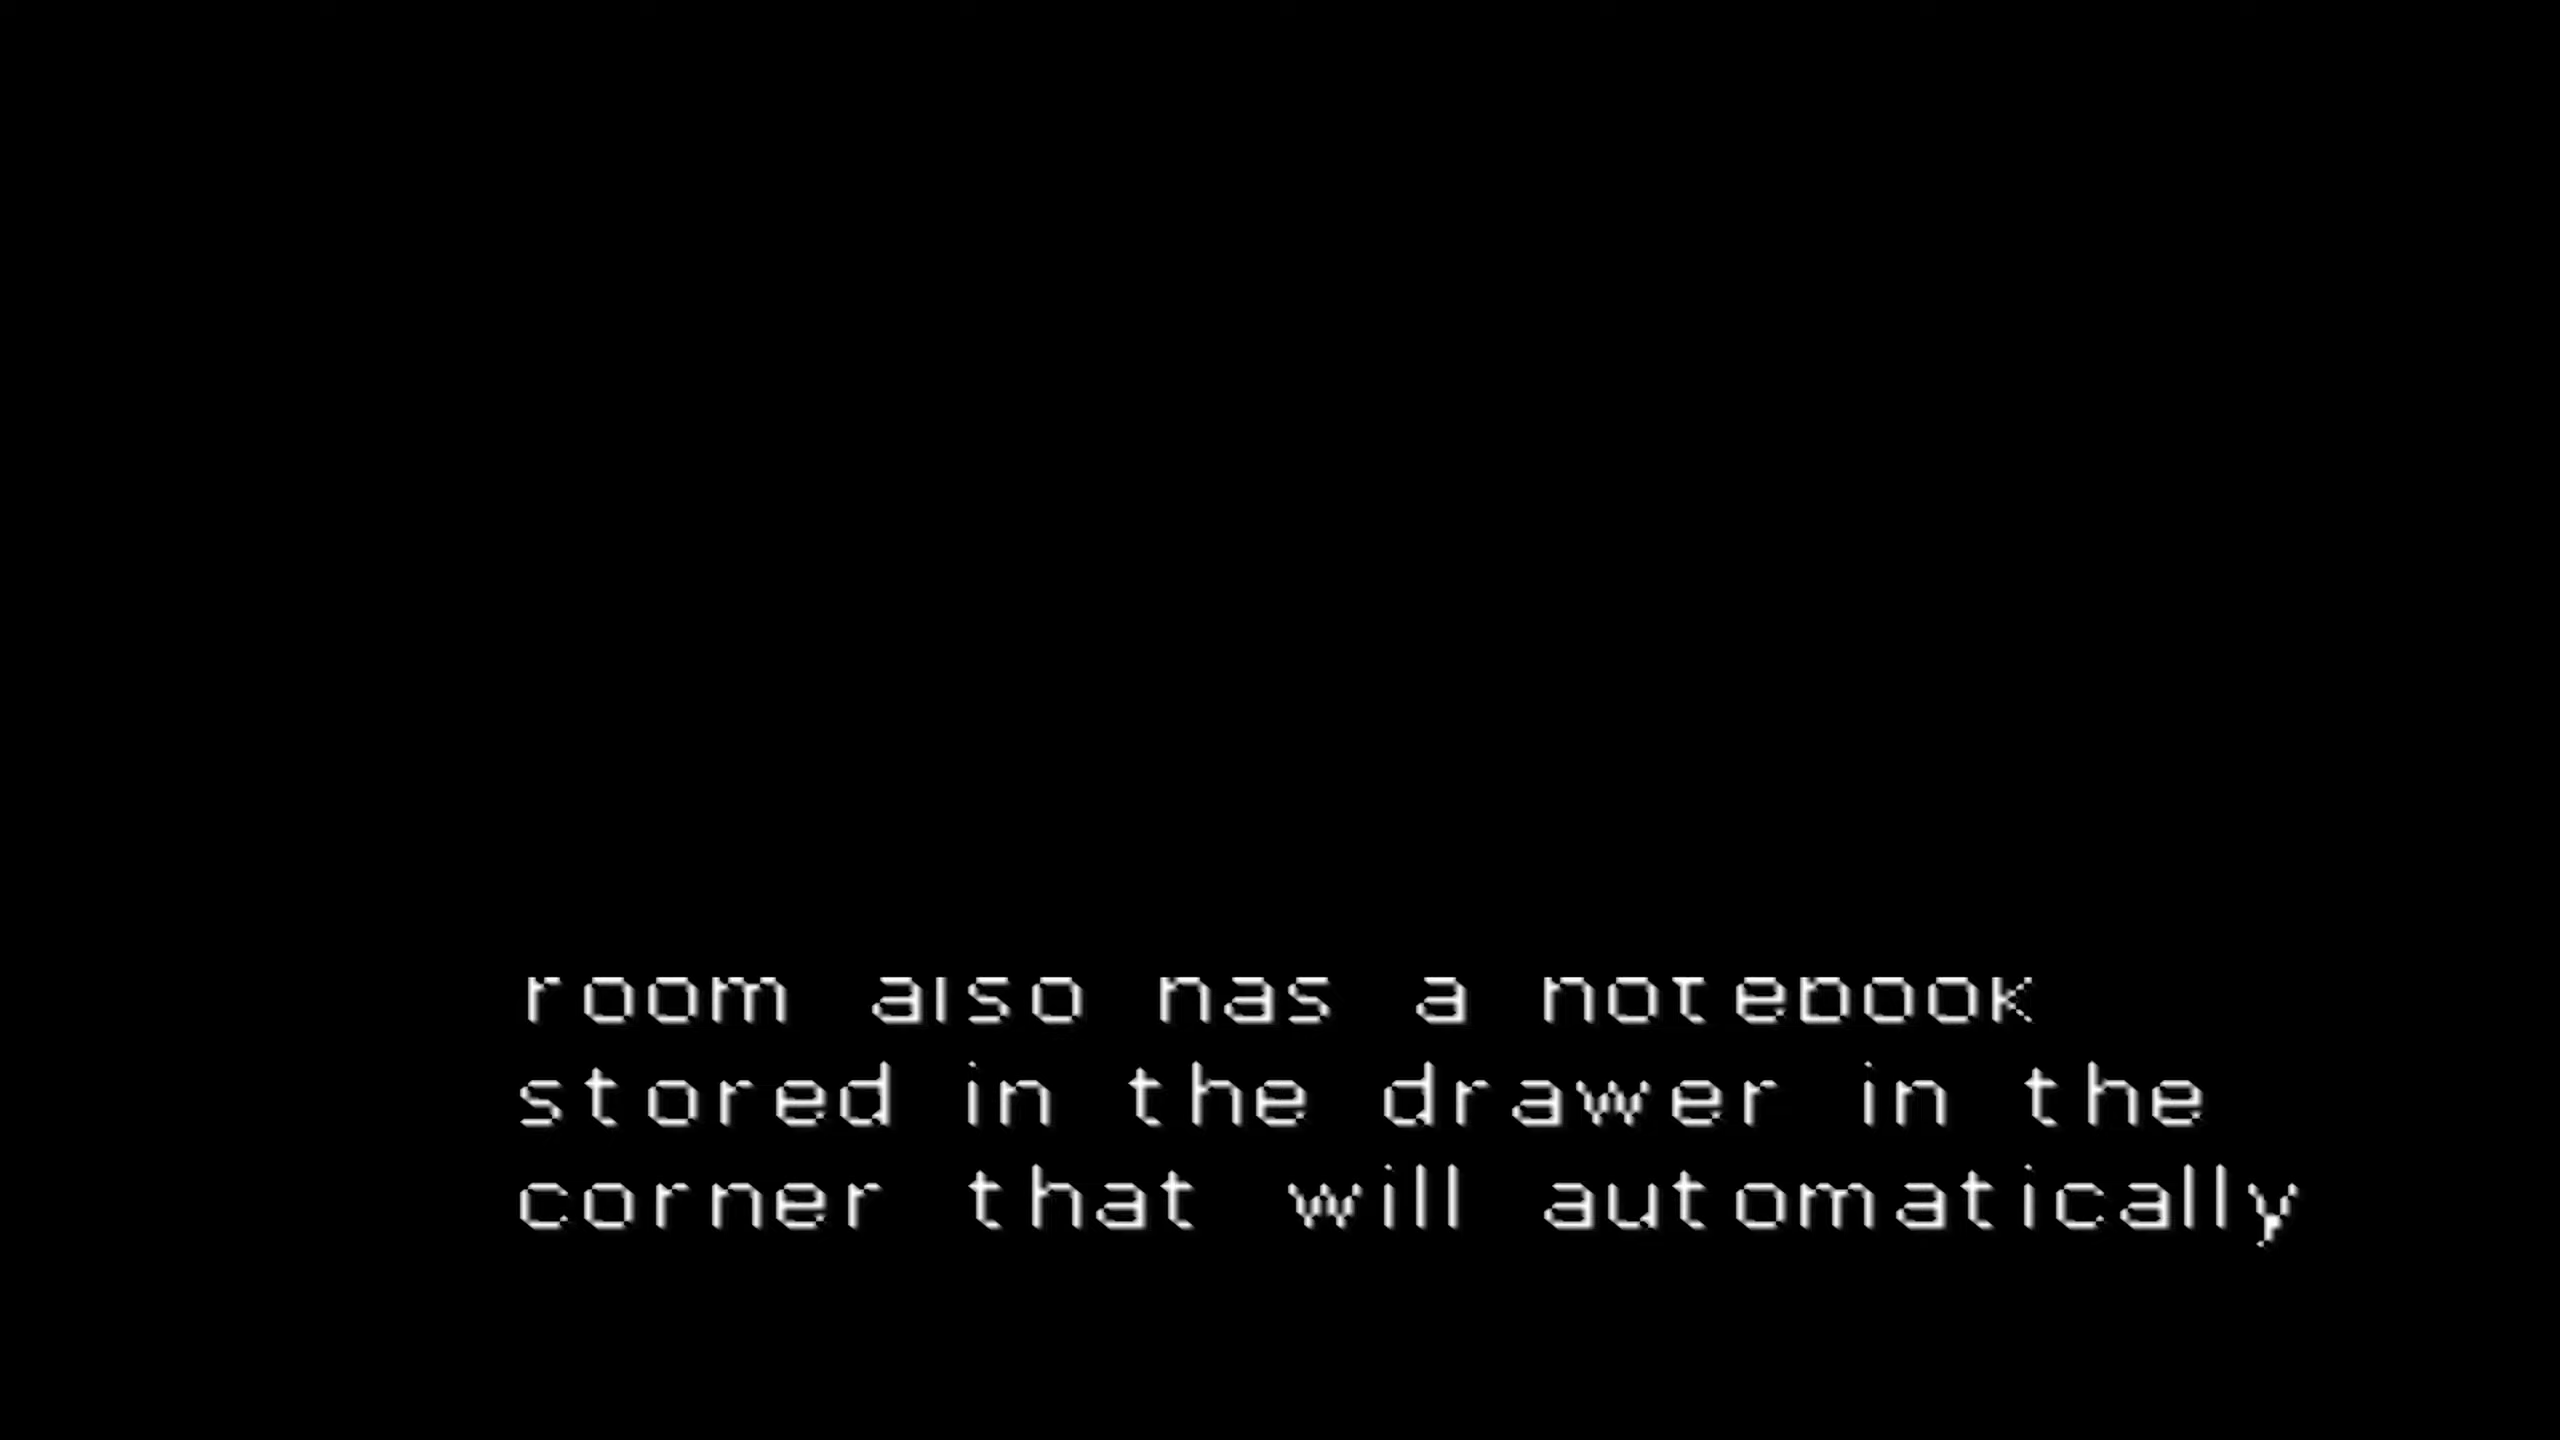 room also has a notebook
stored in the drawer in the
corner that will automatically